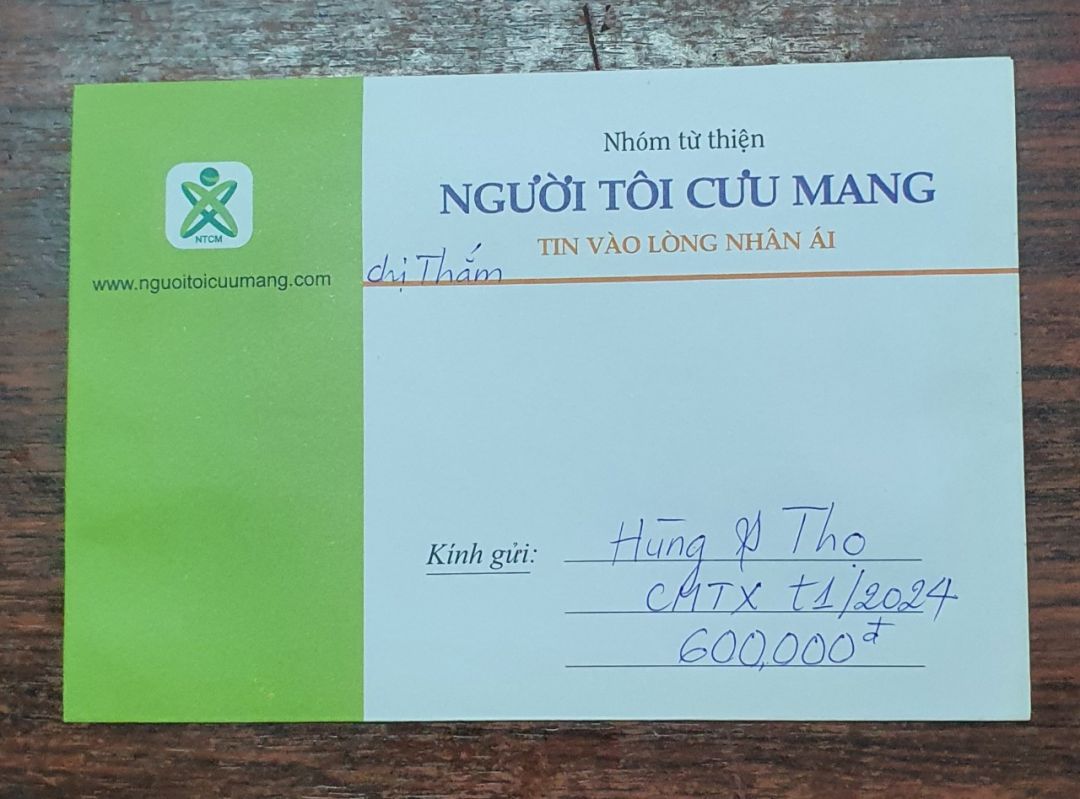 NTCM
www.nguoitoicuumang.com
Nhóm từ thiện
NGƯỜI TÔI CƯU MANG
TIN VÀO LÒNG NHÂN ÁI
chị Thắm
Kính gửi: Hùng & Thọ
CMTX t1/2024
600,000đ